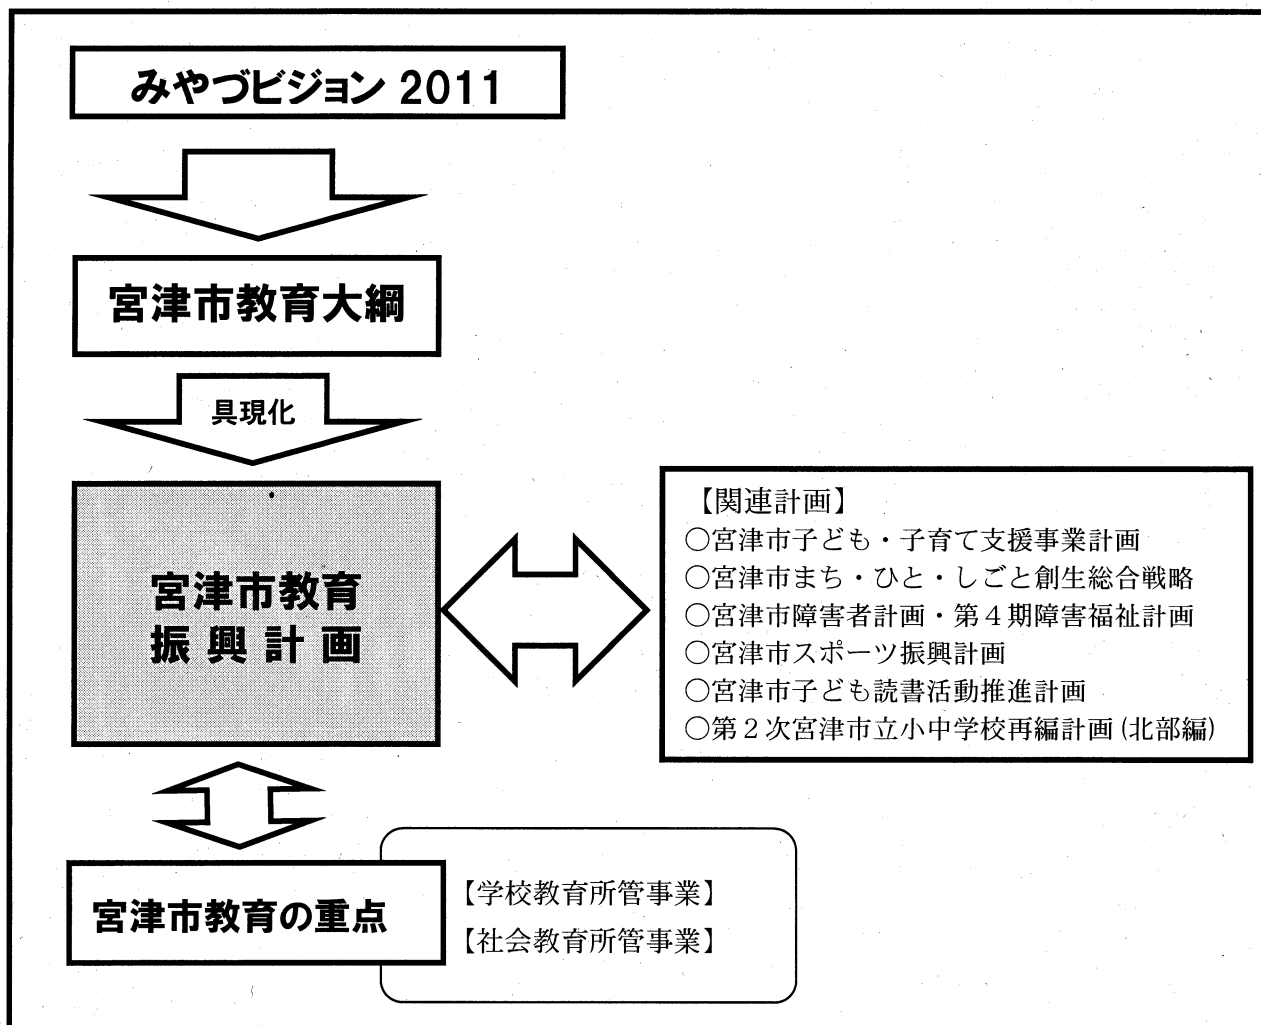 みやづビジョン 2011
宮津市教育大綱
具現化
宮津市教育
振興計画
【関連計画】
○宮津市子ども・子育て支援事業計画
○宮津市まち・ひと・しごと創生総合戦略
○宮津市障害者計画・第４期障害福祉計画
○宮津市スポーツ振興計画
○宮津市子ども読書活動推進計画
○第２次宮津市立小中学校再編計画(北部編)
宮津市教育の重点
【学校教育所管事業】
【社会教育所管事業】